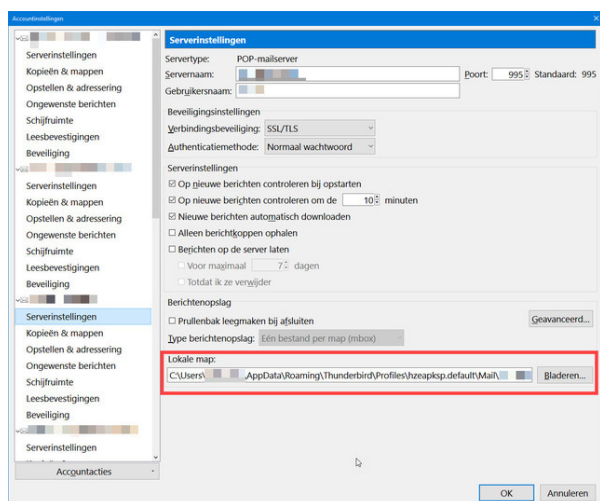 Accountinstellingen
Serverinstellingen
Kopieën & mappen
Opstellen & adressering
Ongewenste berichten
Schijfruimte
Leesbevestigingen
Beveiliging
Serverinstellingen
Kopieën & mappen
Opstellen & adressering
Ongewenste berichten
Schijfruimte
Leesbevestigingen
Beveiliging
Serverinstellingen
Kopieën & mappen
Opstellen & adressering
Ongewenste berichten
Schijfruimte
Leesbevestigingen
Beveiliging
Serverinstellingen
Accountacties
Serverinstellingen
Servertype: POP-mailserver
Servernaam: Poort: 995 Standaard: 995
Gebruikersnaam:
Beveiligingsinstellingen
Verbindingsbeveiliging: SSL/TLS
Authenticatiemethode: Normaal wachtwoord
Serverinstellingen
Op nieuwe berichten controleren bij opstarten
Op nieuwe berichten controleren om de 10 minuten
Nieuwe berichten automatisch downloaden
Alleen berichtkoppen ophalen
Berichten op de server laten
Voor maximaal 7 dagen
Totdat ik ze verwijder
Berichtenopslag
Prullenbak leegmaken bij afsluiten Geavanceerd...
Type berichtenopslag: Eén bestand per map (mbox)
Lokale map:
C:\Users\ AppData\Roaming\Thunderbird\Profiles\hzeapksp.default\Mail\ Bladeren...
OK Annuleren